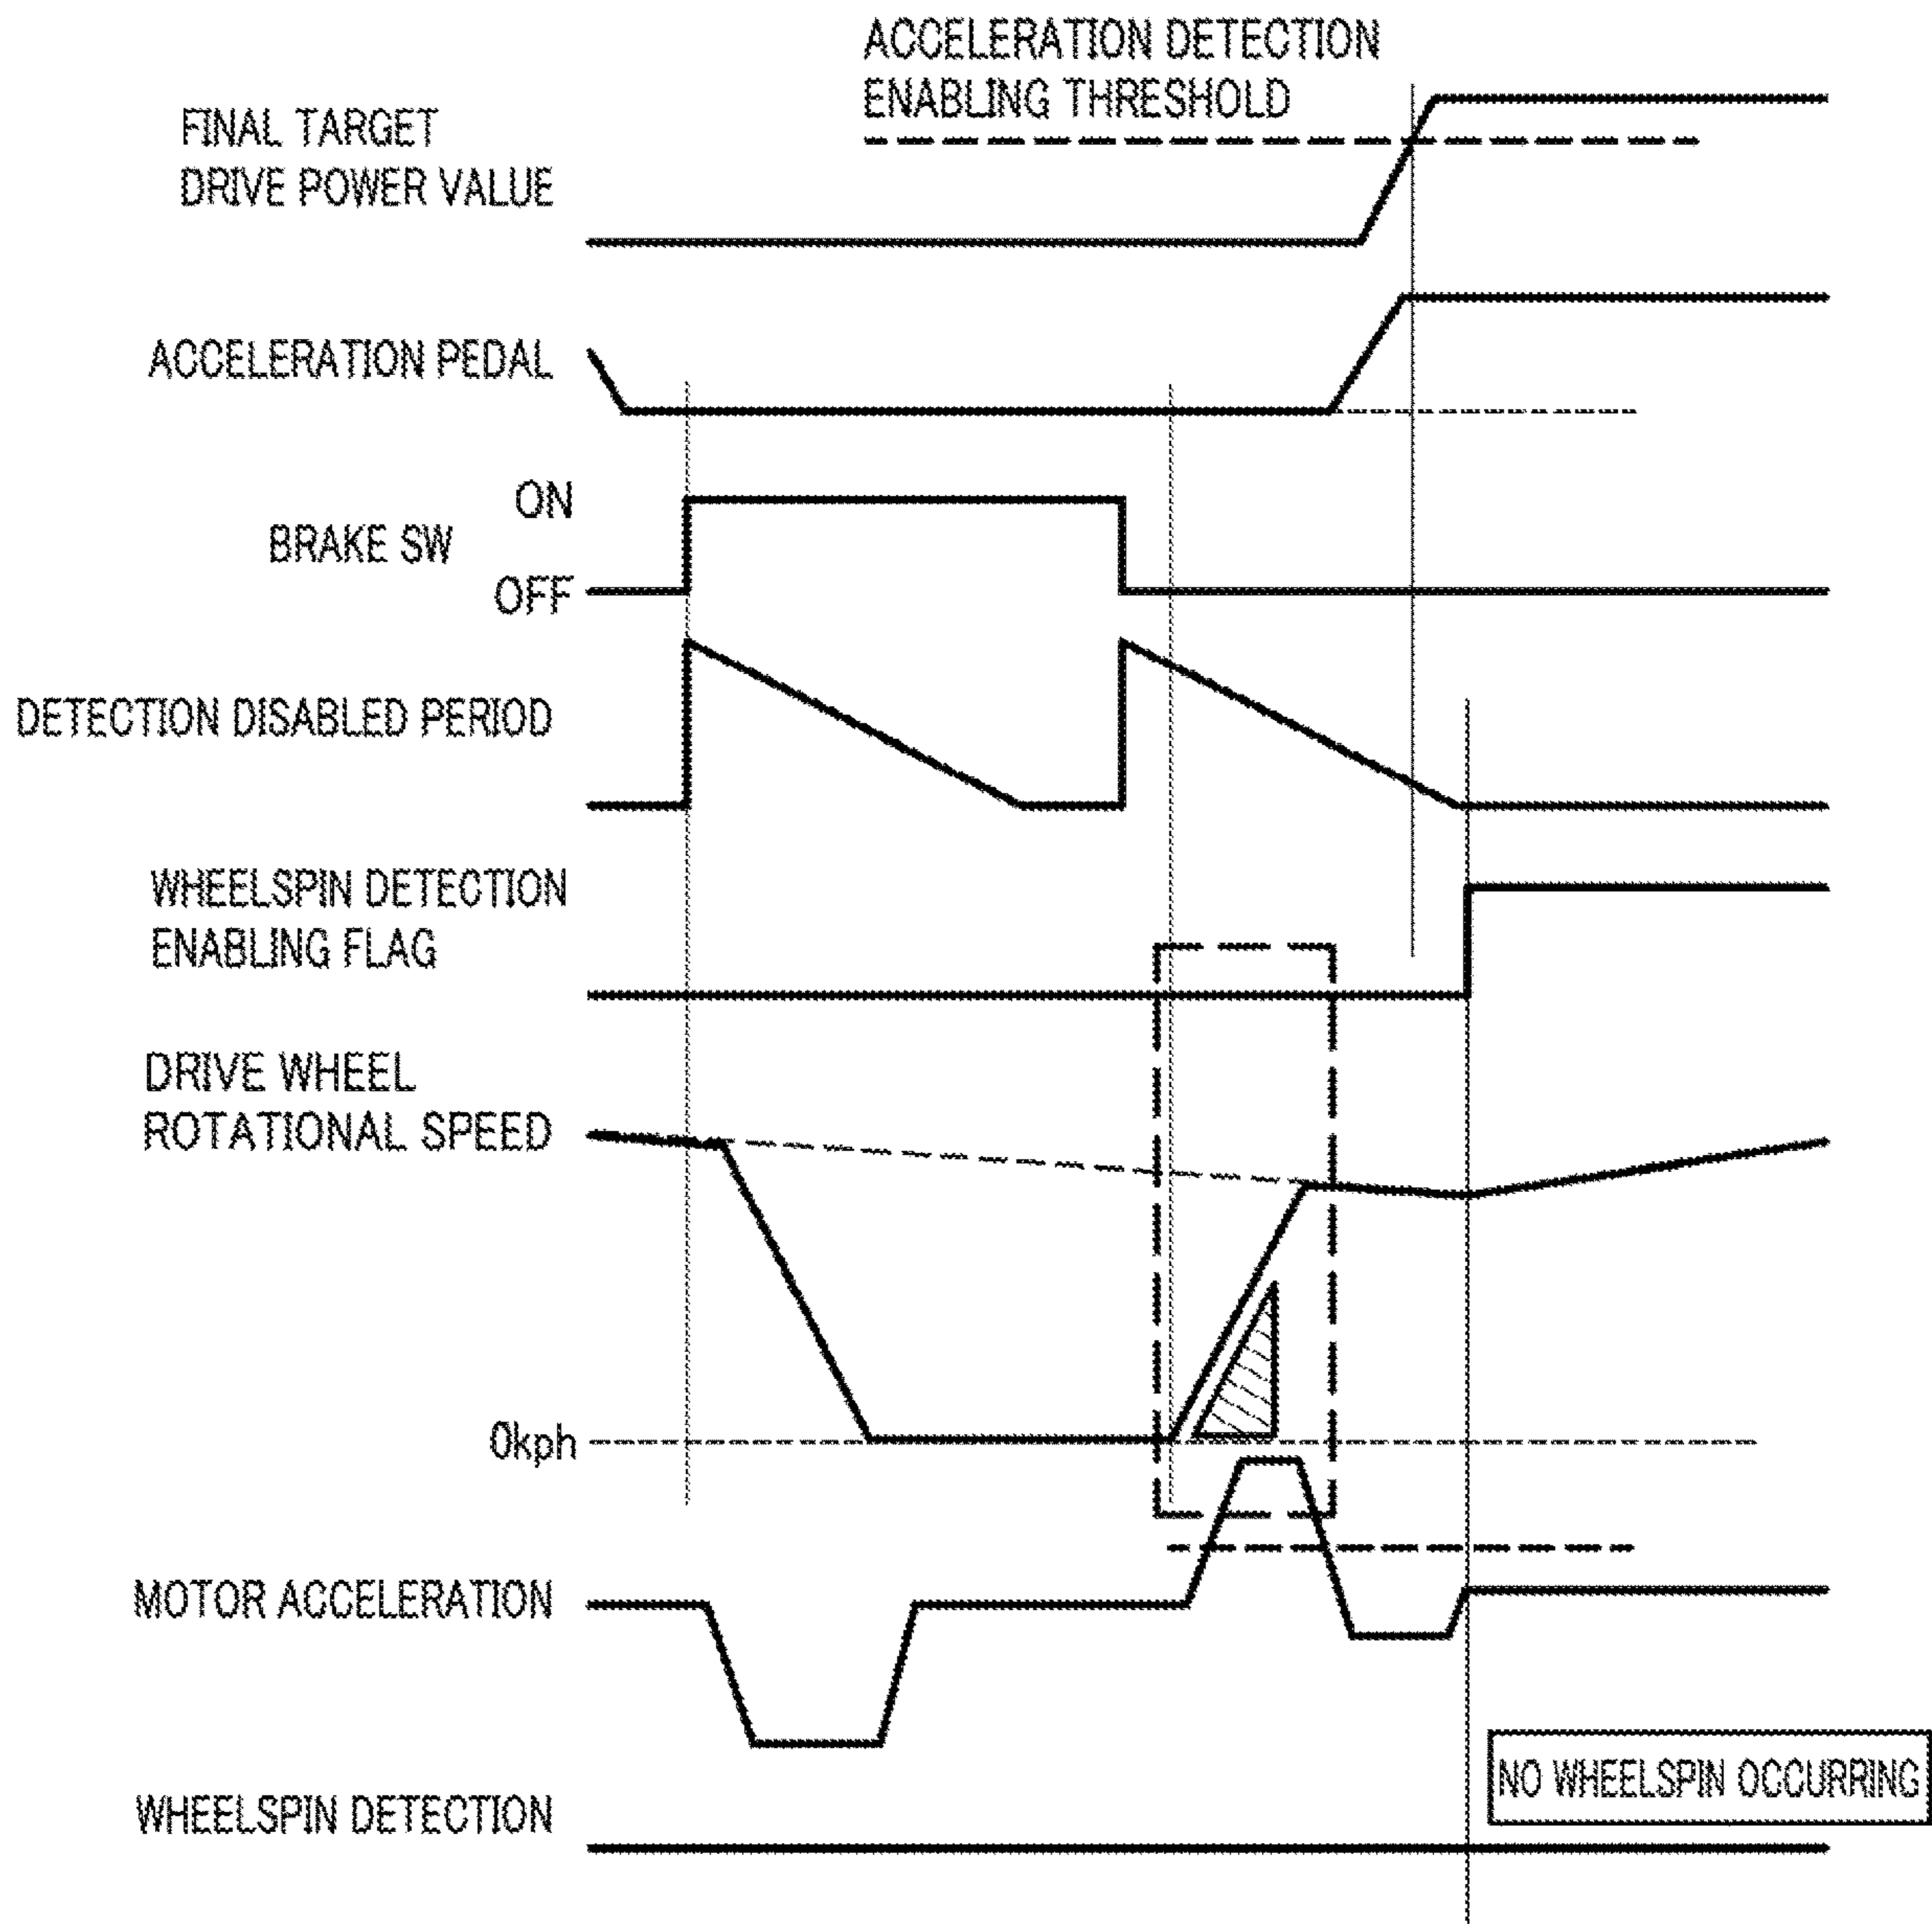 ACCELERATION DETECTION
ENABLING THRESHOLD
FINAL TARGET
DRIVE POWER VALUE
ACCELERATION PEDAL
ON
BRAKE SW
OFF
DETECTION DISABLED PERIOD
WHEELSPIN DETECTION
ENABLING FLAG
DRIVE WHEEL
ROTATIONAL SPEED
0kph
MOTOR ACCELERATION
NO WHEELSPIN OCCURRING
WHEELSPIN DETECTION